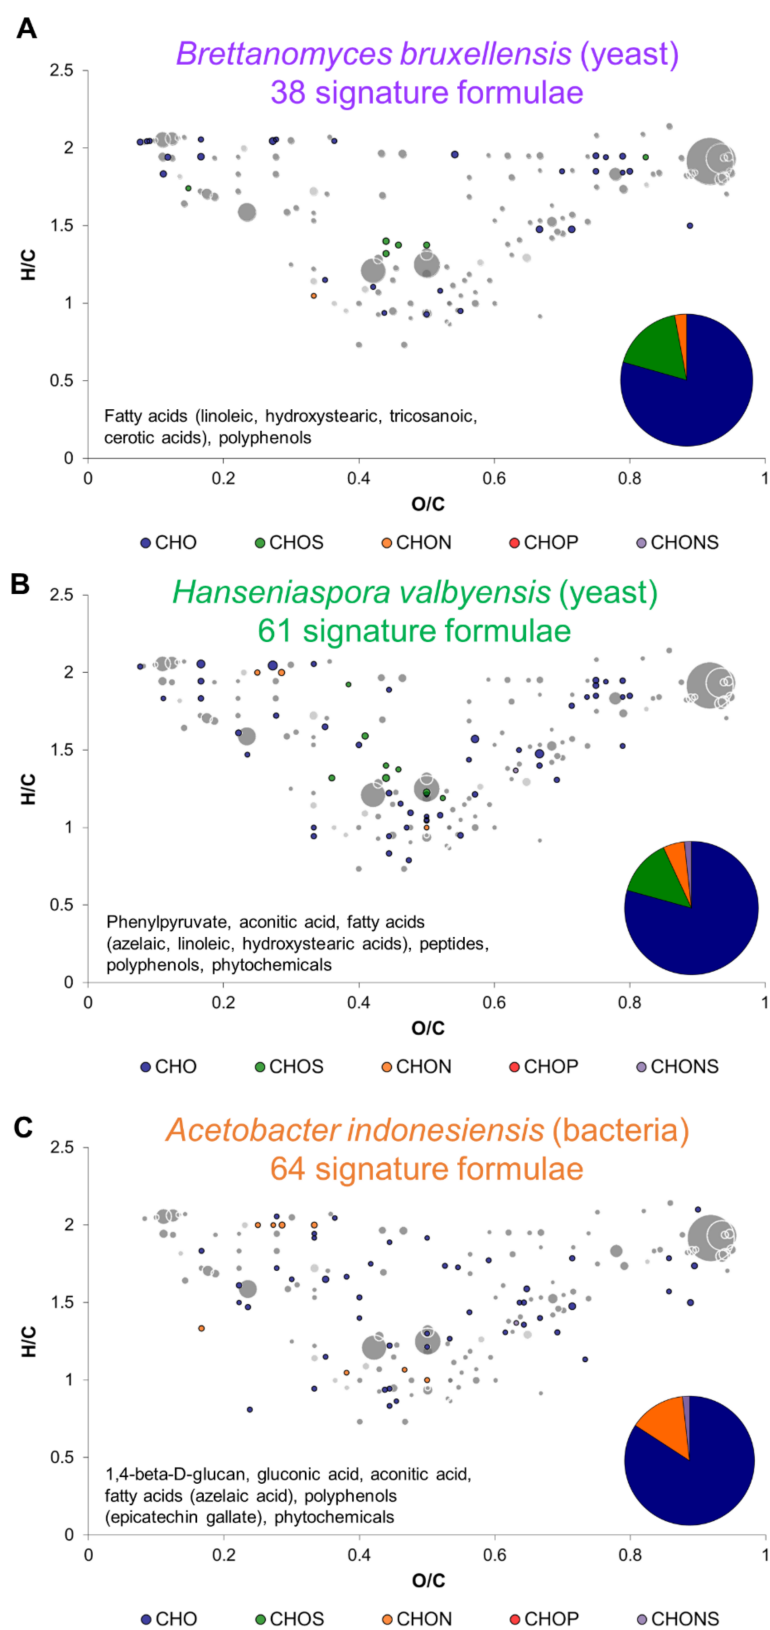 A
Brettanomyces bruxellensis (yeast)
38 signature formulae
2.5
2
1.5
1
0.5
0
H/C
Fatty acids (linoleic, hydroxystearic, tricosanoic,
cerotic acids), polyphenols
0 0.2 0.4 0.6 0.8 1
O/C
CHO CHOS CHON CHOP CHONS
B
Hanseniaspora valbyensis (yeast)
61 signature formulae
2.5
2
1.5
1
0.5
0
H/C
Phenylpyruvate, aconitic acid, fatty acids
(azelaic, linoleic, hydroxystearic acids), peptides,
polyphenols, phytochemicals
0 0.2 0.4 0.6 0.8 1
O/C
CHO CHOS CHON CHOP CHONS
C
Acetobacter indonesiensis (bacteria)
64 signature formulae
2.5
2
1.5
1
0.5
0
H/C
1,4-beta-D-glucan, gluconic acid, aconitic acid,
fatty acids (azelaic acid), polyphenols
(epicatechin gallate), phytochemicals
0 0.2 0.4 0.6 0.8 1
O/C
CHO CHOS CHON CHOP CHONS